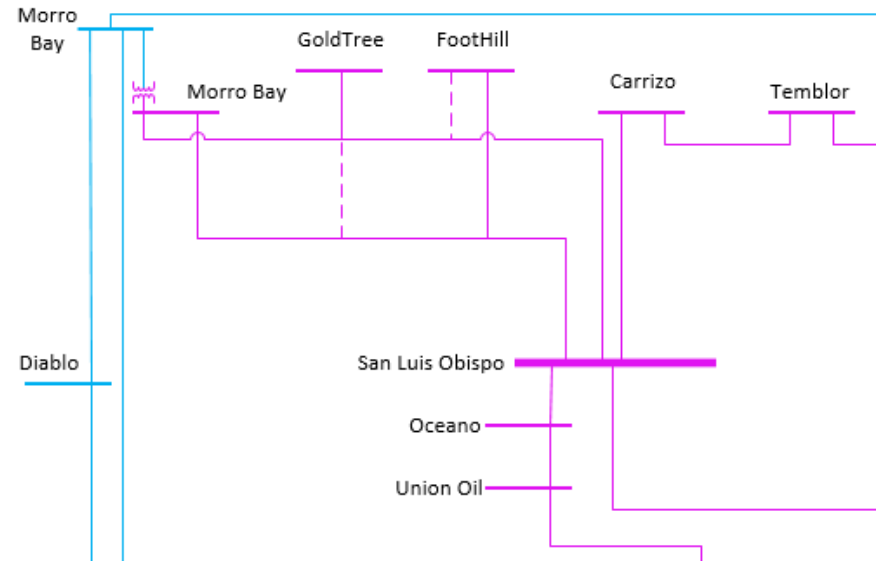 Morro
Bay
GoldTree
FootHill
Morro Bay
Carrizo
Temblor
Diablo
San Luis Obispo
Oceano
Union Oil